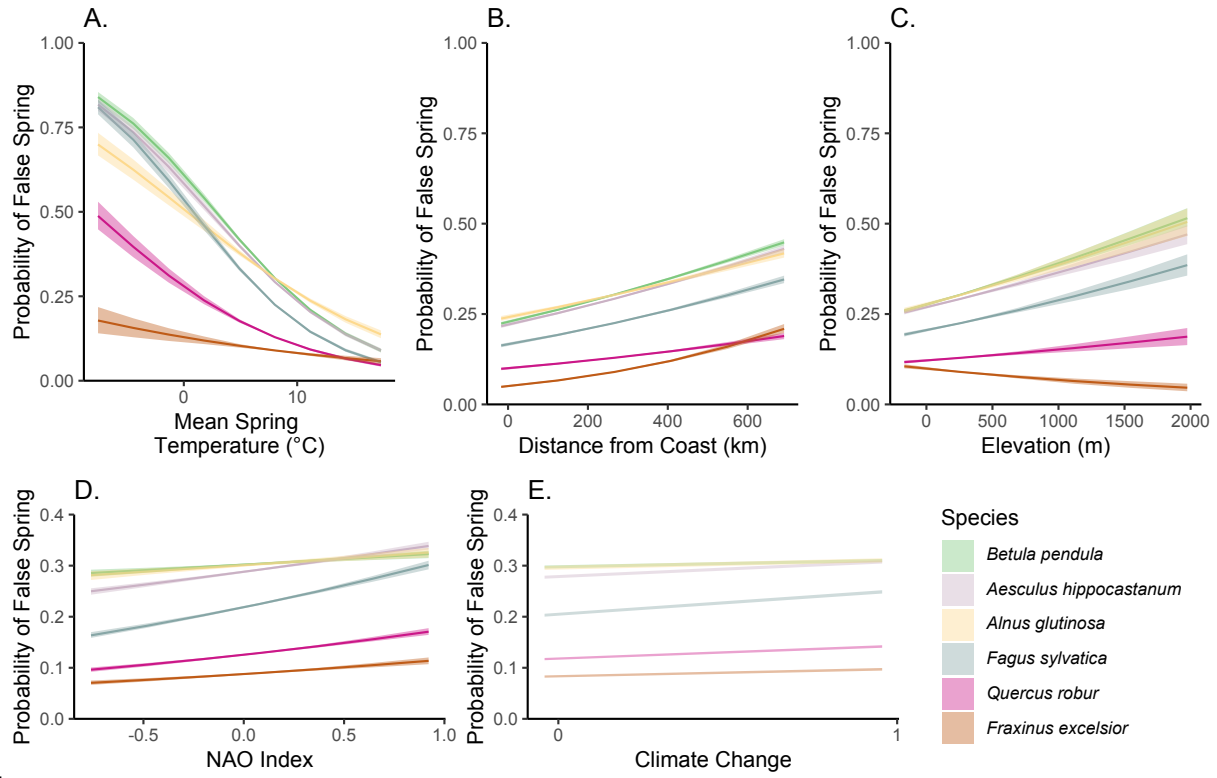 A.
1.00
0.75
0.50
0.25
0.00
Probability of False Spring
0
10
Mean Spring
Temperature (°C)
B.
1.00
0.75
0.50
0.25
0.00
Probability of False Spring
0
200
400
600
Distance from Coast (km)
C.
1.00
0.75
0.50
0.25
0.00
Probability of False Spring
0
500
1000
1500
2000
Elevation (m)
D.
0.4
0.3
0.2
0.1
0.0
Probability of False Spring
-0.5
0.0
0.5
1.0
NAO Index
E.
0.4
0.3
0.2
0.1
0.0
Probability of False Spring
0
1
Climate Change
Species
Betula pendula
Aesculus hippocastanum
Alnus glutinosa
Fagus sylvatica
Quercus robur
Fraxinus excelsior